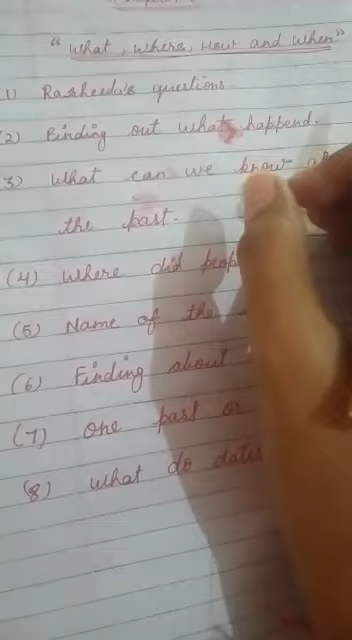 "What, Where, How and When"
(1) Rasheeda's questions.
(2) Finding out what happend.
(3) What can we know
the past.
(4) Where did
(5) Name of the
(6) Finding about
(7) One past or
(8) What do dates